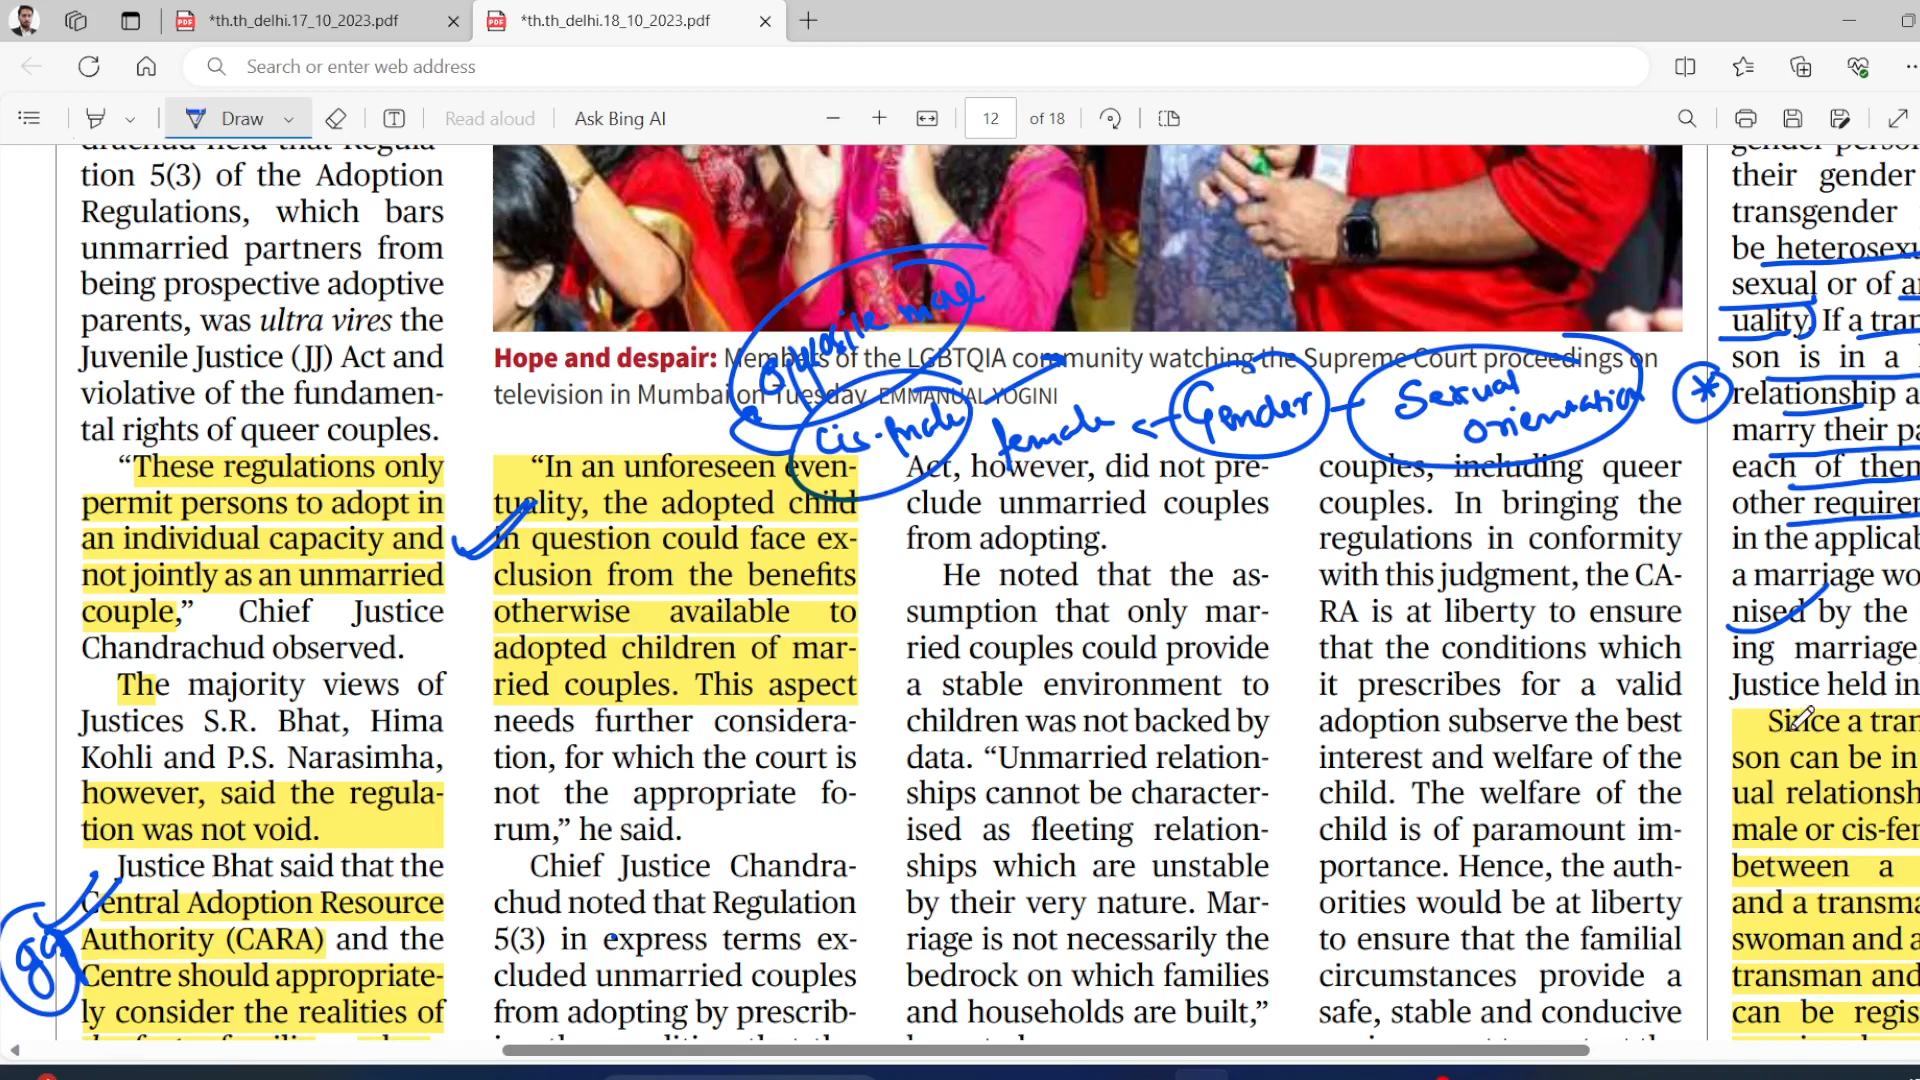 *th.th_delhi.17_10_2023.pdf
*th.th_delhi.18_10_2023.pdf
Search or enter web address
Draw
Read aloud
Ask Bing AI
12
of 18
drachud held that Regula-
tion 5(3) of the Adoption
Regulations, which bars
unmarried partners from
being prospective adoptive
parents, was ultra vires the
Juvenile Justice (JJ) Act and
violative of the fundamen-
tal rights of queer couples.
“These regulations only
permit persons to adopt in
an individual capacity and
not jointly as an unmarried
couple,” Chief Justice
Chandrachud observed.
The majority views of
Justices S.R. Bhat, Hima
Kohli and P.S. Narasimha,
however, said the regula-
tion was not void.
Justice Bhat said that the
Central Adoption Resource
Authority (CARA) and the
Centre should appropriate-
ly consider the realities of
Hope and despair: Members of the LGBTQIA community watching the Supreme Court proceedings on
television in Mumbai on Tuesday. EMMANUAL YOGINI
male
cis-male
female
Gender
Sexual
orientation
“In an unforeseen even-
tuality, the adopted child
in question could face ex-
clusion from the benefits
otherwise available to
adopted children of mar-
ried couples. This aspect
needs further considera-
tion, for which the court is
not the appropriate fo-
rum,” he said.
Chief Justice Chandra-
chud noted that Regulation
5(3) in express terms ex-
cluded unmarried couples
from adopting by prescrib-
Act, however, did not pre-
clude unmarried couples
from adopting.
He noted that the as-
sumption that only mar-
ried couples could provide
a stable environment to
children was not backed by
data. “Unmarried relation-
ships cannot be character-
ised as fleeting relation-
ships which are unstable
by their very nature. Mar-
riage is not necessarily the
bedrock on which families
and households are built,”
couples, including queer
couples. In bringing the
regulations in conformity
with this judgment, the CA-
RA is at liberty to ensure
that the conditions which
it prescribes for a valid
adoption subserve the best
interest and welfare of the
child. The welfare of the
child is of paramount im-
portance. Hence, the auth-
orities would be at liberty
to ensure that the familial
circumstances provide a
safe, stable and conducive
gender perso
their gender
transgender
be heterosexu
sexual or of a
uality. If a tran
son is in a
relationship a
marry their pa
each of them
other requirem
in the applicab
a marriage wo
nised by the
ing marriage
Justice held in
Since a tran
son can be in
ual relationsh
male or cis-fem
between a
and a transma
swoman and a
transman and
can be regis